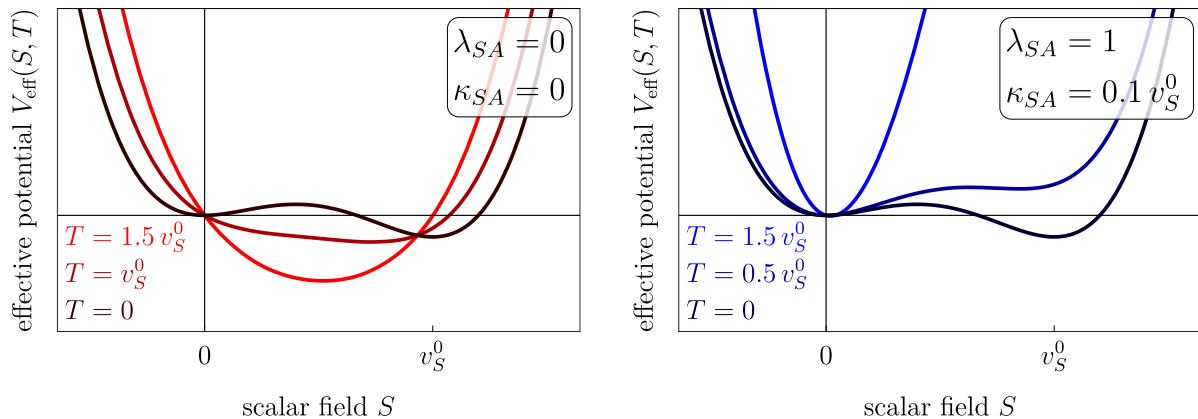 effective potential V_eff(S, T)
λ_SA = 0
κ_SA = 0
T = 1.5 v_S^0
T = v_S^0
T = 0
0
v_S^0
scalar field S
effective potential V_eff(S, T)
λ_SA = 1
κ_SA = 0.1 v_S^0
T = 1.5 v_S^0
T = 0.5 v_S^0
T = 0
0
v_S^0
scalar field S